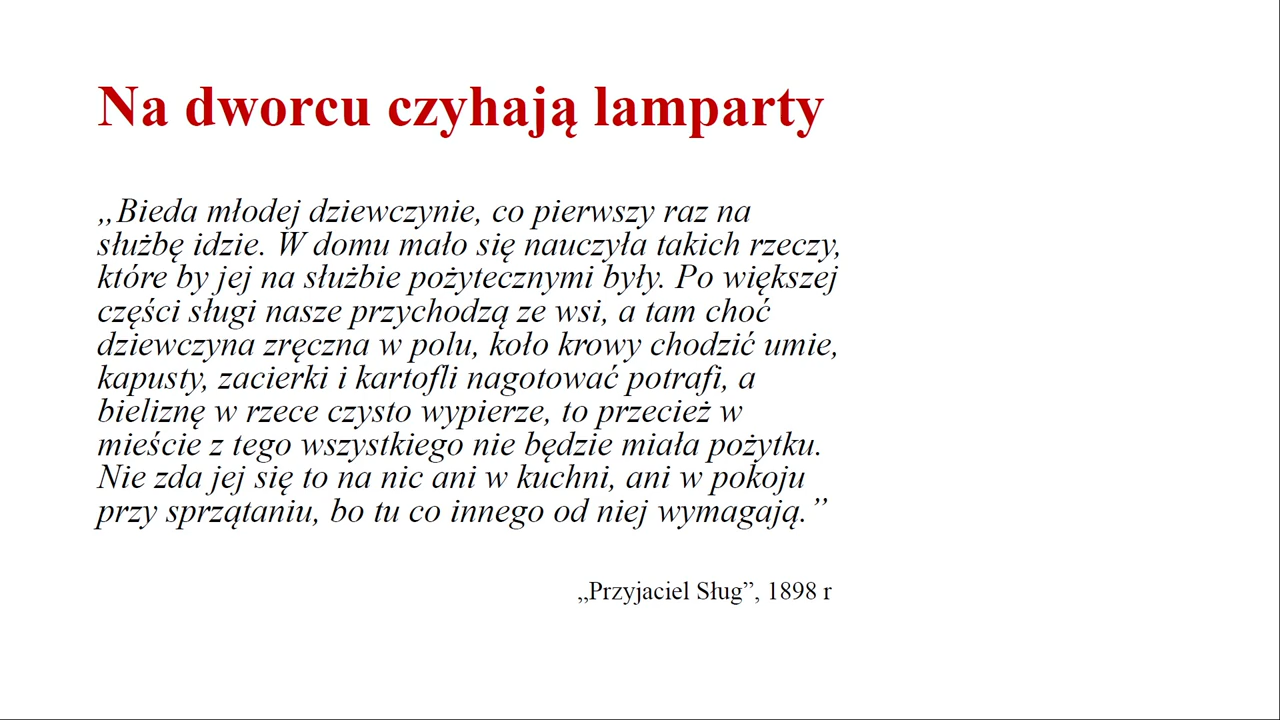 Na dworcu czyhają lamparty
„Bieda młodej dziewczynie, co pierwszy raz na
służbę idzie. W domu mało się nauczyła takich rzeczy,
które by jej na służbie pożytecznymi były. Po większej
części sługi nasze przychodzą ze wsi, a tam choć
dziewczyna zręczna w polu, koło krowy chodzić umie,
kapusty, zacierki i kartofli nagotować potrafi, a
bieliznę w rzece czysto wypierze, to przecież w
mieście z tego wszystkiego nie będzie miała pożytku.
Nie zda jej się to na nic ani w kuchni, ani w pokoju
przy sprzątaniu, bo tu co innego od niej wymagają.”
„Przyjaciel Sług”, 1898 r